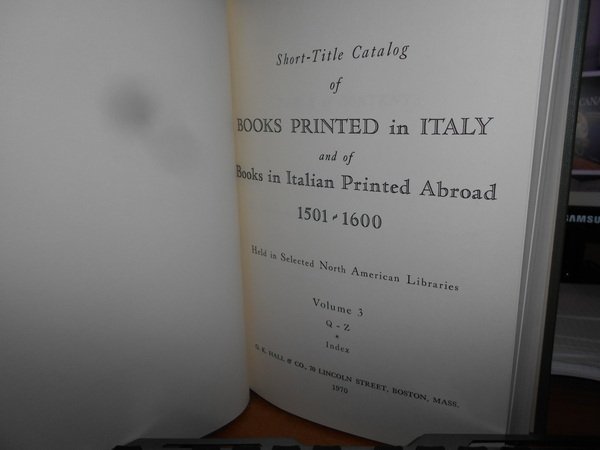 Short-Title Catalog
of
BOOKS PRINTED in ITALY
and of
Books in Italian Printed Abroad
1501-1600
Held in Selected North American Libraries
Volume 3
Q - Z
*
Index
G. K. HALL & CO., 70 LINCOLN STREET, BOSTON, MASS.
1970
SAMSU